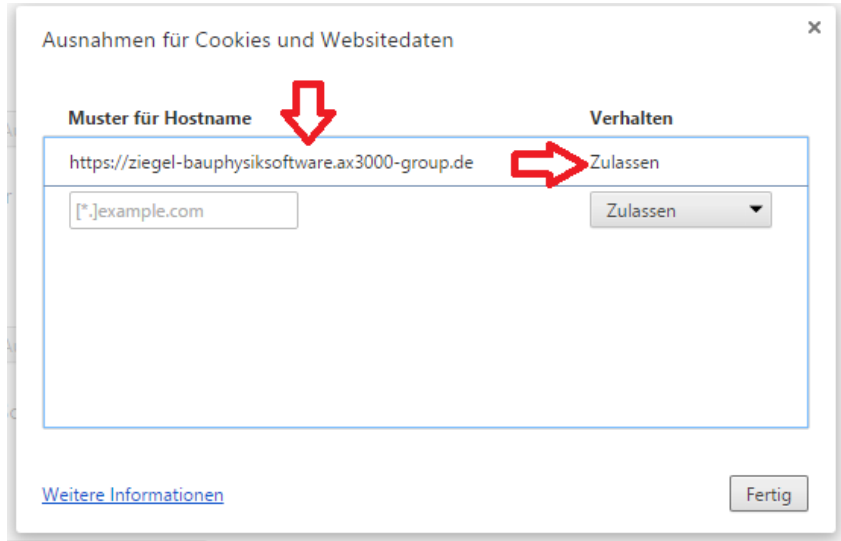 Ausnahmen für Cookies und Websitedaten
Muster für Hostname Verhalten
https://ziegel-bauphysiksoftware.ax3000-group.de Zulassen
[*.]example.com Zulassen
Weitere Informationen Fertig